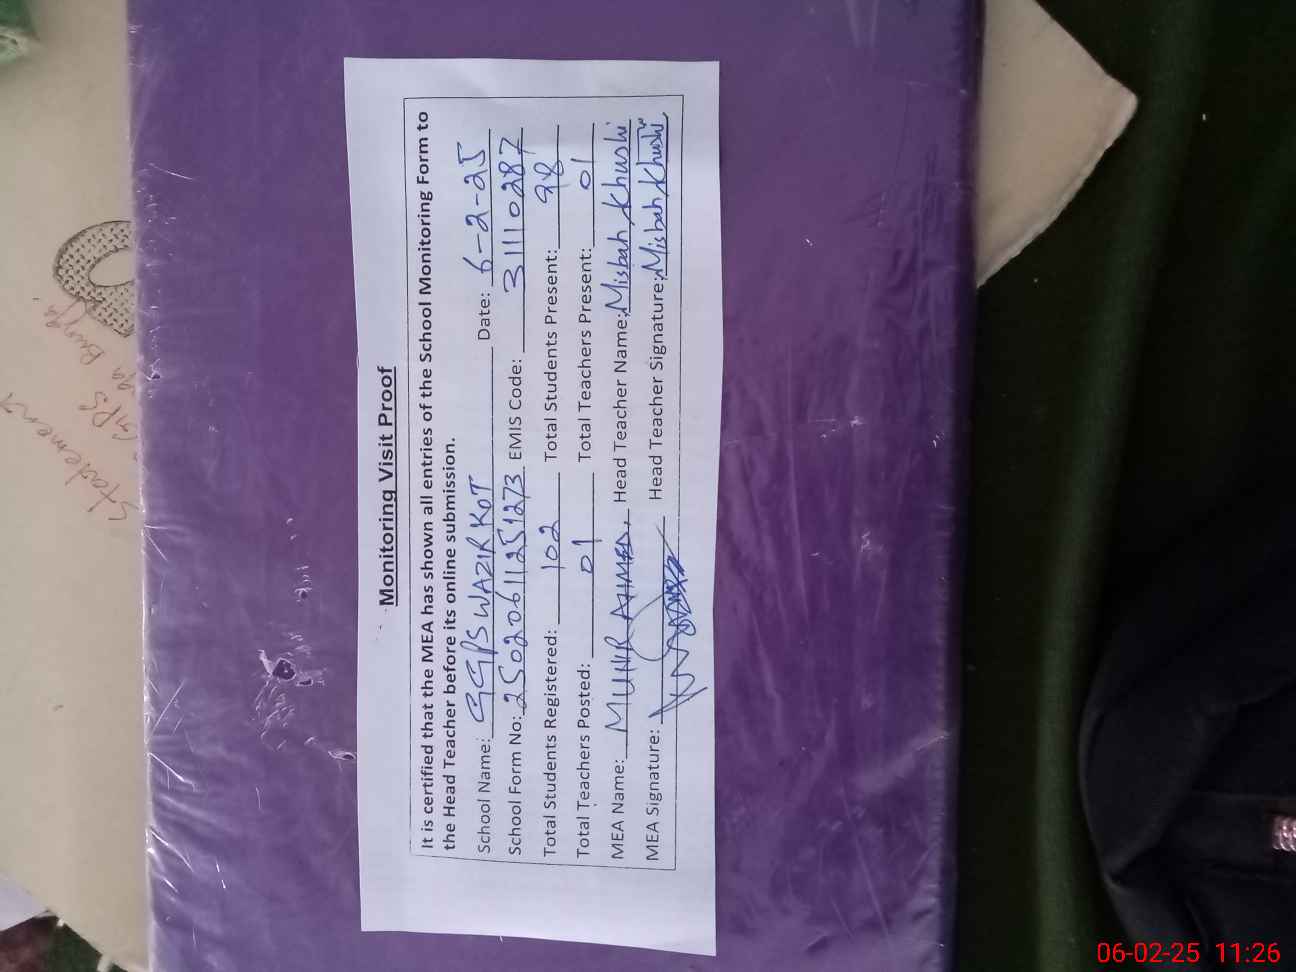 Monitoring Visit Proof
It is certified that the MEA has shown all entries of the School Monitoring Form to
the Head Teacher before its online submission.
School Name: GGPS WAZIR KOT Date: 6-2-25
School Form No: 25020611251273 EMIS Code: 31110287
Total Students Registered: 102 Total Students Present: 98
Total Teachers Posted: 01 Total Teachers Present: 01
MEA Name: MUNIR AHMED. Head Teacher Name: Misbah Khushi
MEA Signature: Head Teacher Signature: Misbah Khushi
Statement
GPS
Bunga
06-02-25 11:26